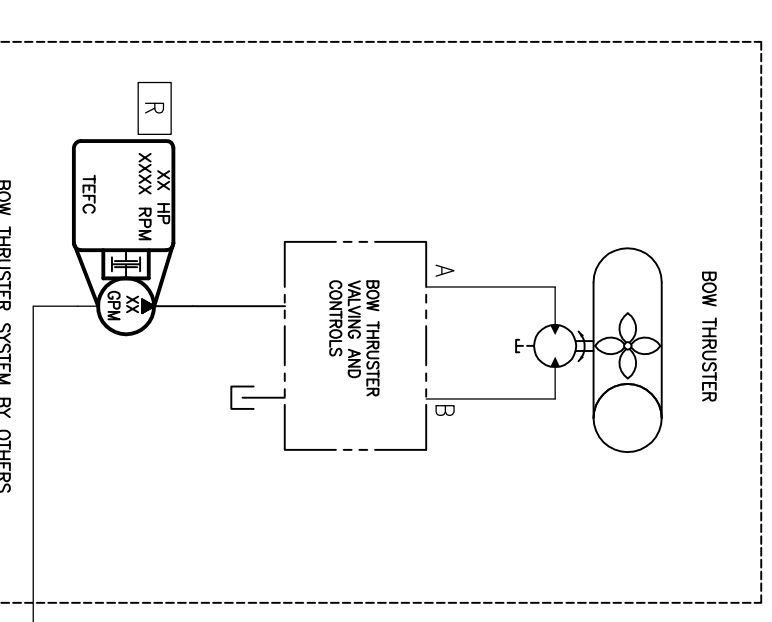 BOW THRUSTER
A
B
BOW THRUSTER
VALVING AND
CONTROLS
R
XX HP
XXXX RPM
TEFC
XX
GPM
BOW THRUSTER SYSTEM BY OTHERS